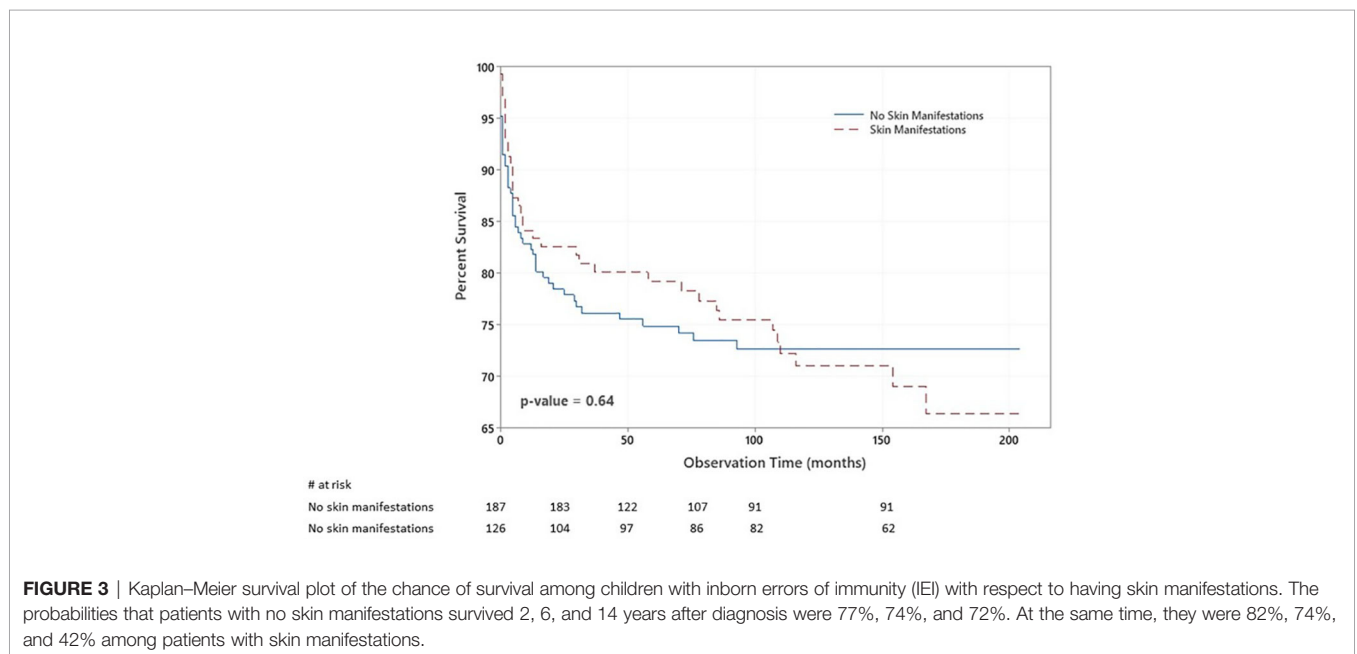 100
95
90
85
80
75
70
65
Percent Survival
No Skin Manifestations
Skin Manifestations
p-value = 0.64
0 50 100 150 200
Observation Time (months)
# at risk
No skin manifestations 187 183 122 107 91 91
No skin manifestations 126 104 97 86 82 62
FIGURE 3 | Kaplan–Meier survival plot of the chance of survival among children with inborn errors of immunity (IEI) with respect to having skin manifestations. The
probabilities that patients with no skin manifestations survived 2, 6, and 14 years after diagnosis were 77%, 74%, and 72%. At the same time, they were 82%, 74%,
and 42% among patients with skin manifestations.